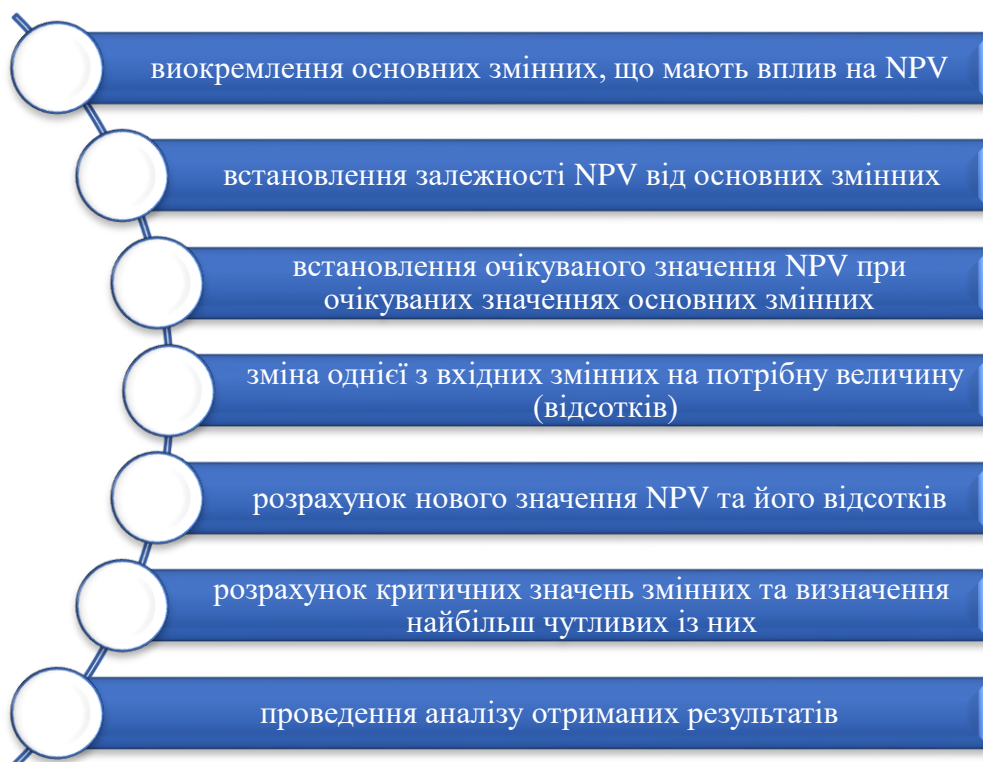 виокремлення основних змінних, що мають вплив на NPV
встановлення залежності NPV від основних змінних
встановлення очікуваного значення NPV при
очікуваних значеннях основних змінних
зміна однієї з вхідних змінних на потрібну величину
(відсотків)
розрахунок нового значення NPV та його відсотків
розрахунок критичних значень змінних та визначення
найбільш чутливих із них
проведення аналізу отриманих результатів